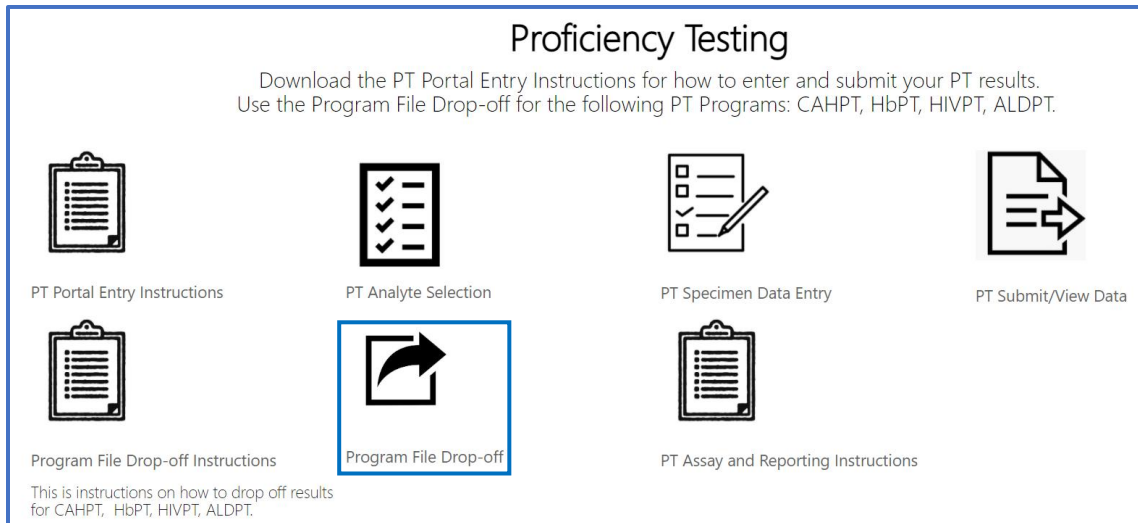 Proficiency Testing
Download the PT Portal Entry Instructions for how to enter and submit your PT results.
Use the Program File Drop-off for the following PT Programs: CAHPT, HbPT, HIVPT, ALDPT.
PT Portal Entry Instructions
PT Analyte Selection
PT Specimen Data Entry
PT Submit/View Data
Program File Drop-off Instructions
Program File Drop-off
PT Assay and Reporting Instructions
This is instructions on how to drop off results
for CAHPT, HbPT, HIVPT, ALDPT.